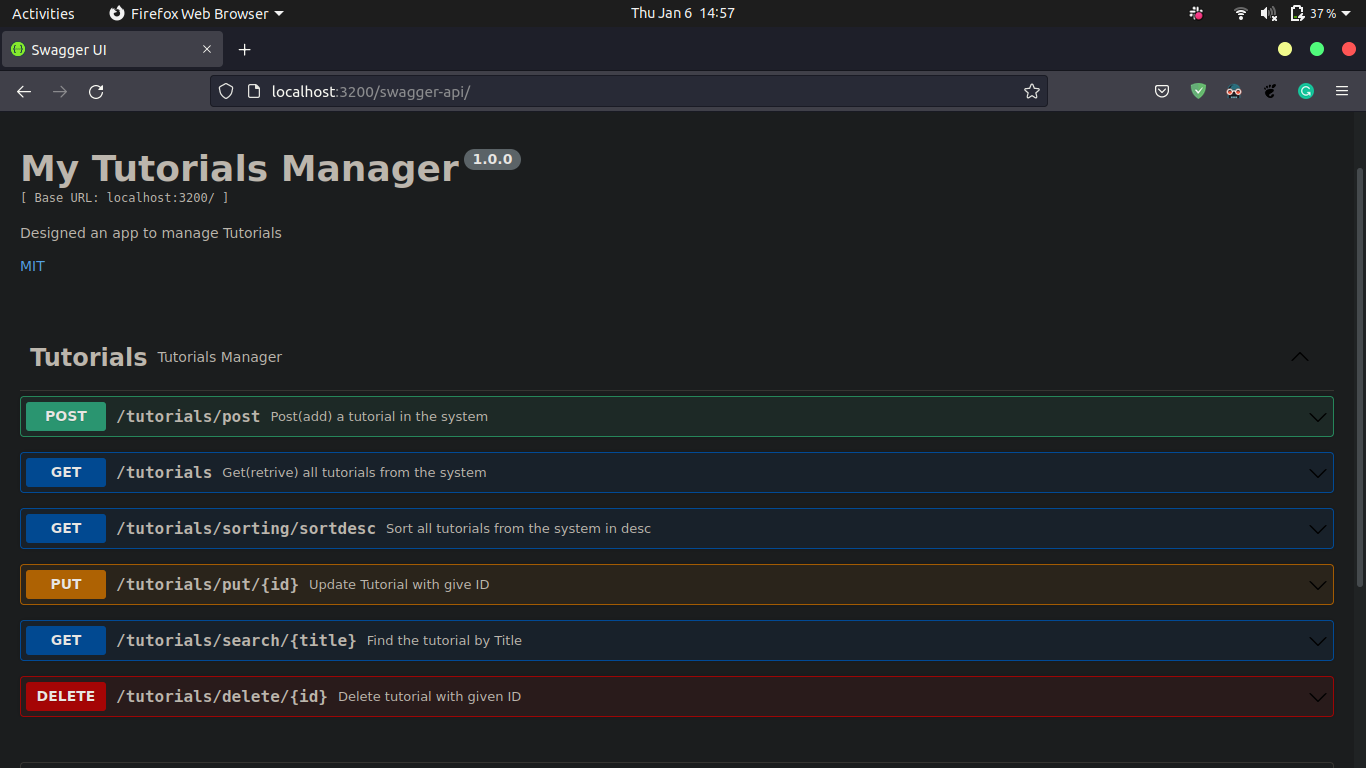 Activities Firefox Web Browser Thu Jan 6 14:57 37 %
Swagger UI
localhost:3200/swagger-api/
My Tutorials Manager 1.0.0
[ Base URL: localhost:3200/ ]
Designed an app to manage Tutorials
MIT
Tutorials Tutorials Manager
POST /tutorials/post Post(add) a tutorial in the system
GET /tutorials Get(retrive) all tutorials from the system
GET /tutorials/sorting/sortdesc Sort all tutorials from the system in desc
PUT /tutorials/put/{id} Update Tutorial with give ID
GET /tutorials/search/{title} Find the tutorial by Title
DELETE /tutorials/delete/{id} Delete tutorial with given ID